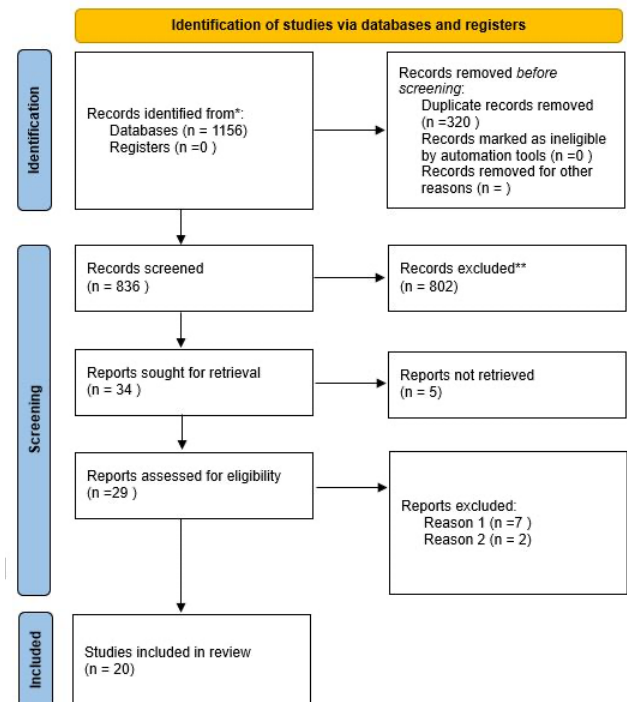 Identification of studies via databases and registers
Identification
Records identified from*:
Databases (n = 1156)
Registers (n =0 )
Records removed before
screening:
Duplicate records removed
(n =320 )
Records marked as ineligible
by automation tools (n =0 )
Records removed for other
reasons (n = )
Screening
Records screened
(n = 836 )
Records excluded**
(n = 802)
Reports sought for retrieval
(n = 34 )
Reports not retrieved
(n = 5)
Reports assessed for eligibility
(n =29 )
Reports excluded:
Reason 1 (n =7 )
Reason 2 (n = 2)
Included
Studies included in review
(n = 20)